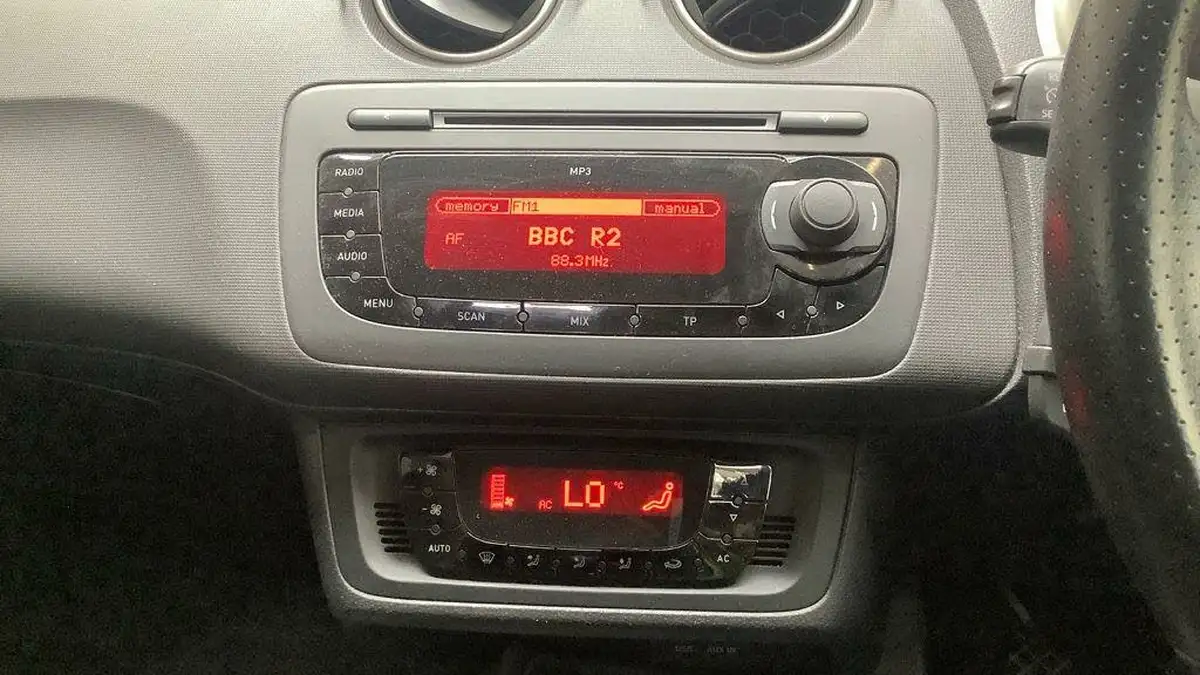 MP3
RADIO
MEDIA
AUDIO
MENU
memory FM1 manual
AF BBC R2
88.3MHz
SCAN MIX TP
AC LO °C
AUTO
AC